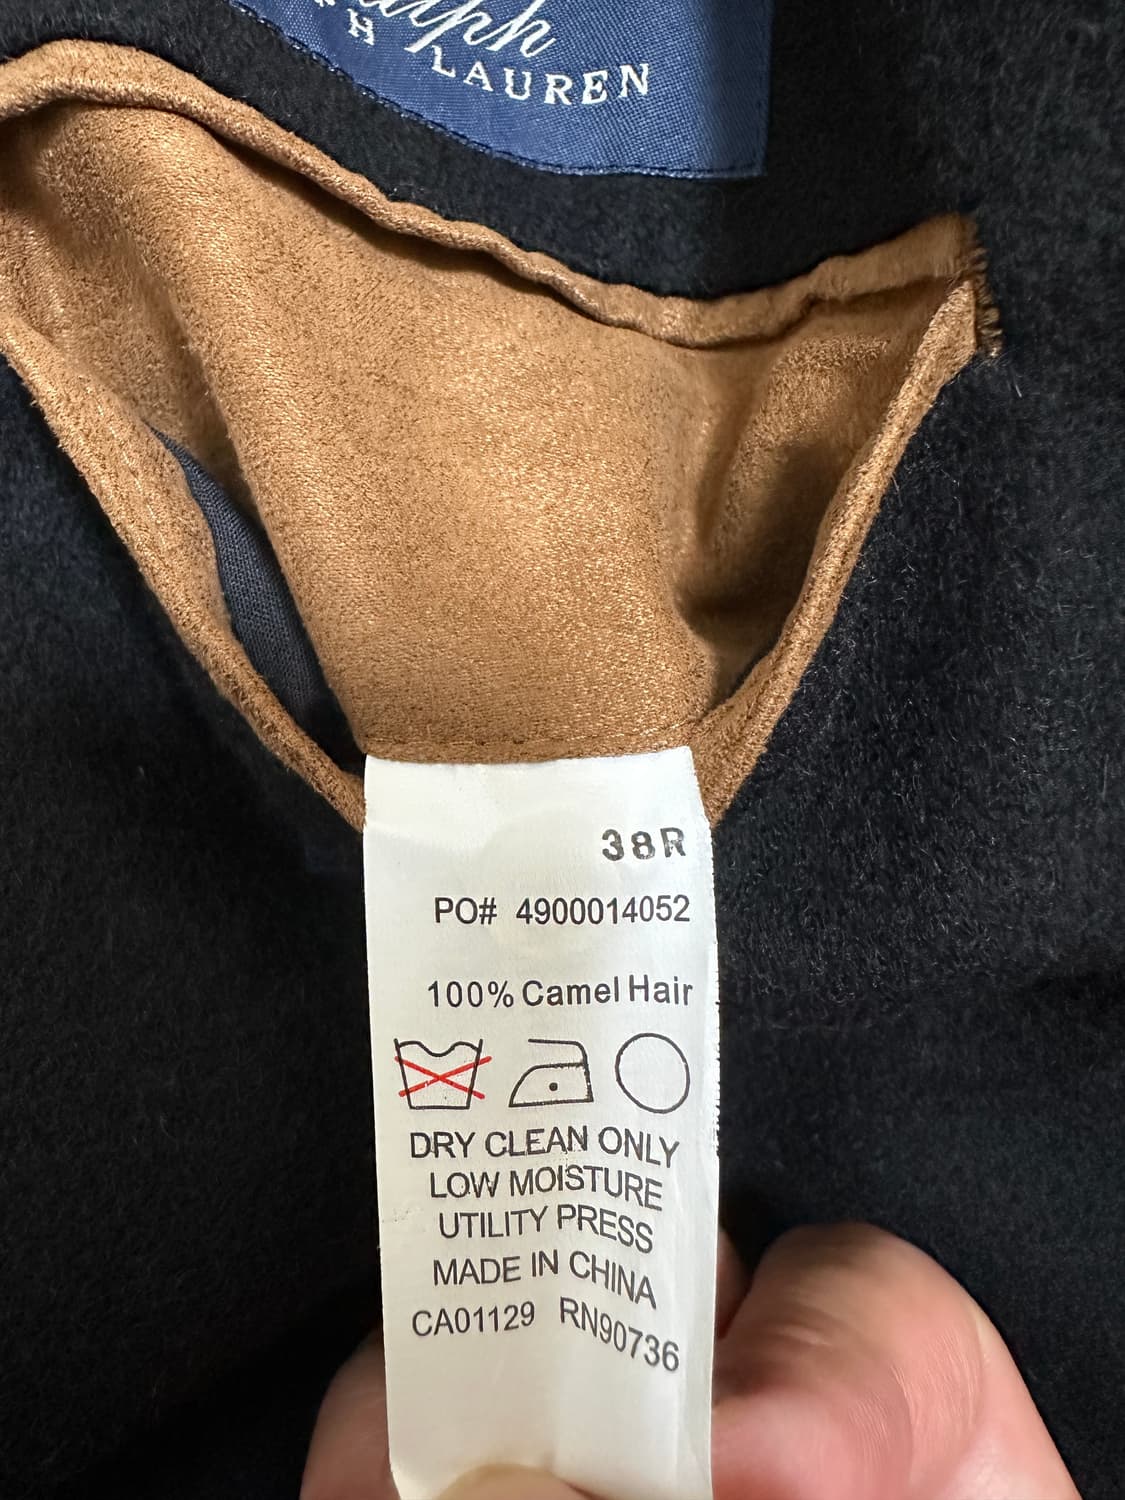 LAUREN
38R
PO# 4900014052
100% Camel Hair
DRY CLEAN ONLY
LOW MOISTURE
UTILITY PRESS
MADE IN CHINA
CA01129 RN90736